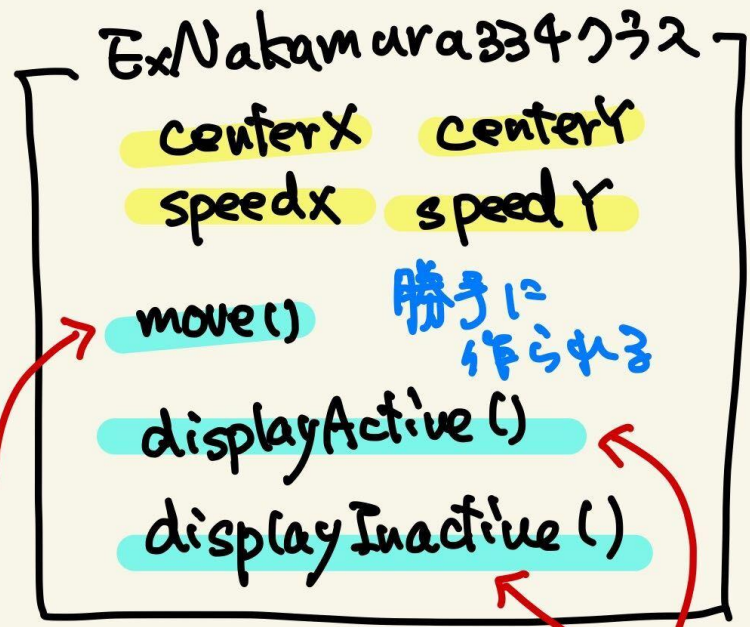 ExNakamura334クラス
centerX centerY
speedX speedY
move()
勝手に
作られる
displayActive()
displayInactive()